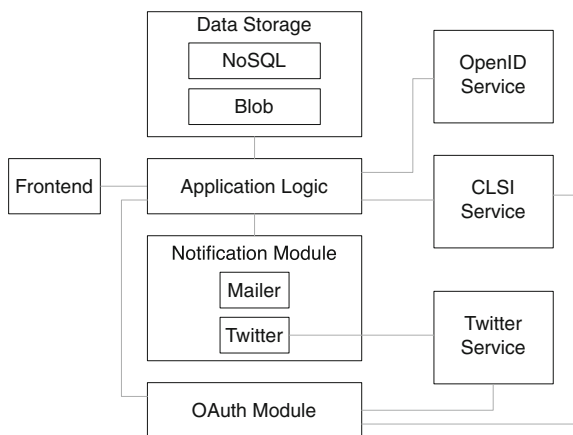 Data Storage
NoSQL
Blob
OpenID
Service
Frontend
Application Logic
CLSI
Service
Notification Module
Mailer
Twitter
Twitter
Service
OAuth Module